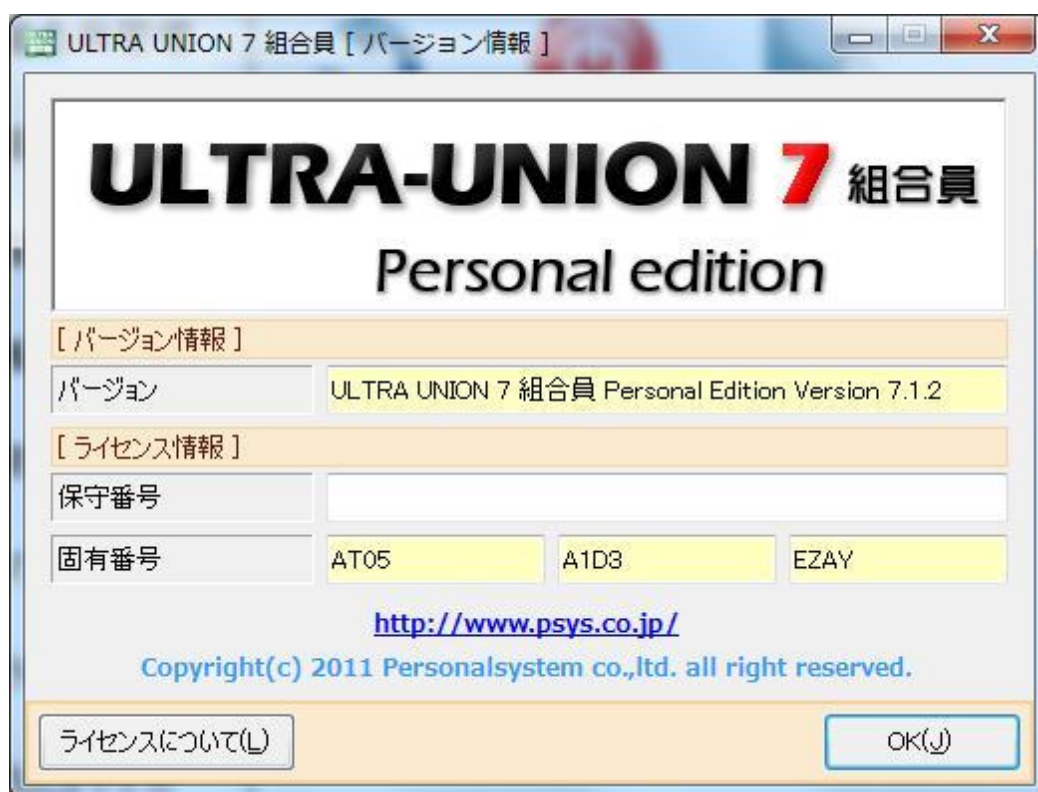 ULTRA UNION 7 組合員 [ バージョン情報 ]
ULTRA-UNION 7 組合員
Personal edition
[ バージョン情報 ]
バージョン ULTRA UNION 7 組合員 Personal Edition Version 7.1.2
[ ライセンス情報 ]
保守番号
固有番号 AT05 A1D3 EZAY
http://www.psys.co.jp/
Copyright(c) 2011 Personalsystem co.,ltd. all right reserved.
ライセンスについて(L) OK(J)